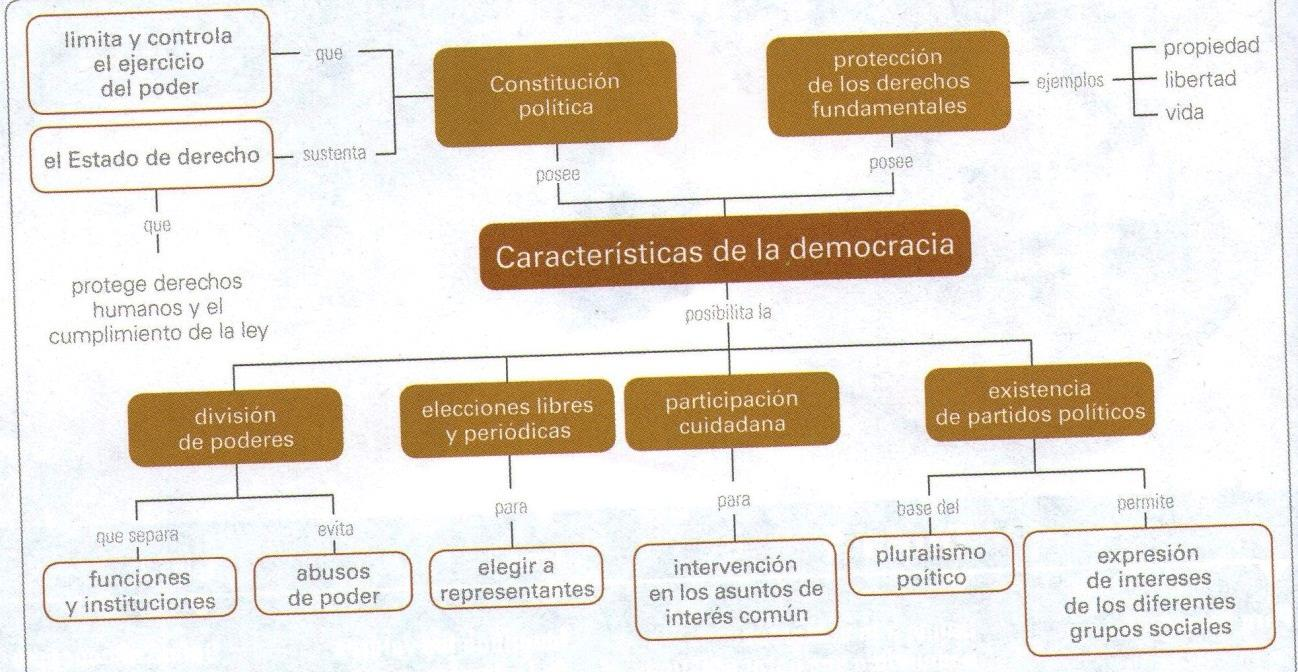 limita y controla
el ejercicio
del poder
que
Constitución
política
protección
de los derechos
fundamentales
ejemplos
propiedad
libertad
vida
el Estado de derecho
sustenta
posee
posee
que
protege derechos
humanos y el
cumplimiento de la ley
Características de la democracia
posibilita la
división
de poderes
elecciones libres
y periódicas
participación
cuidadana
existencia
de partidos políticos
que separa
evita
para
para
base del
permite
funciones
y instituciones
abusos
de poder
elegir a
representantes
intervención
en los asuntos de
interés común
pluralismo
poítico
expresión
de intereses
de los diferentes
grupos sociales